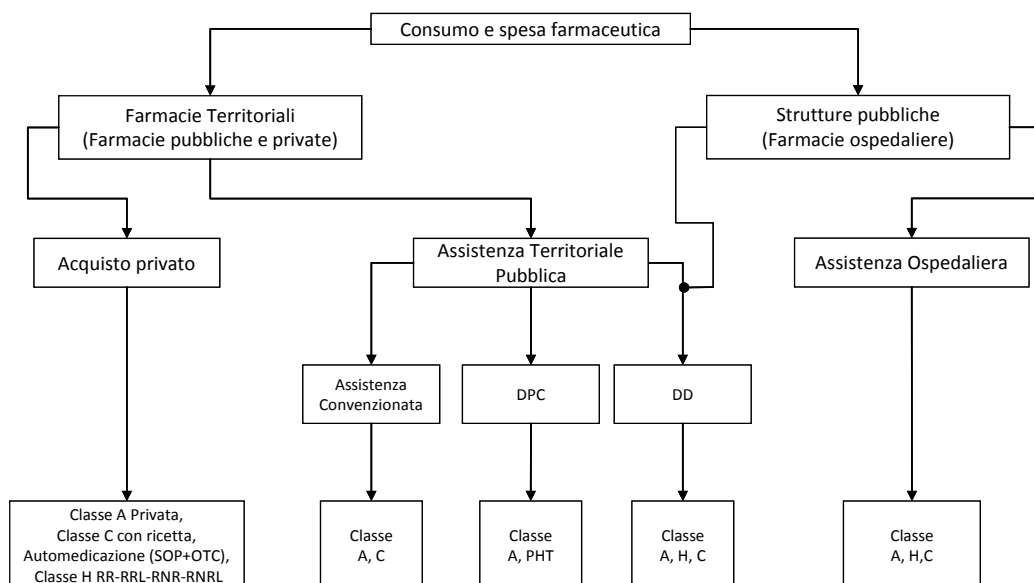 Consumo e spesa farmaceutica
Farmacie Territoriali
(Farmacie pubbliche e private)
Strutture pubbliche
(Farmacie ospedaliere)
Acquisto privato
Assistenza Territoriale
Pubblica
Assistenza Ospedaliera
Assistenza
Convenzionata
DPC
DD
Classe A Privata,
Classe C con ricetta,
Automedicazione (SOP+OTC),
Classe H RR-RRL-RNR-RNRL
Classe
A, C
Classe
A, PHT
Classe
A, H, C
Classe
A, H,C